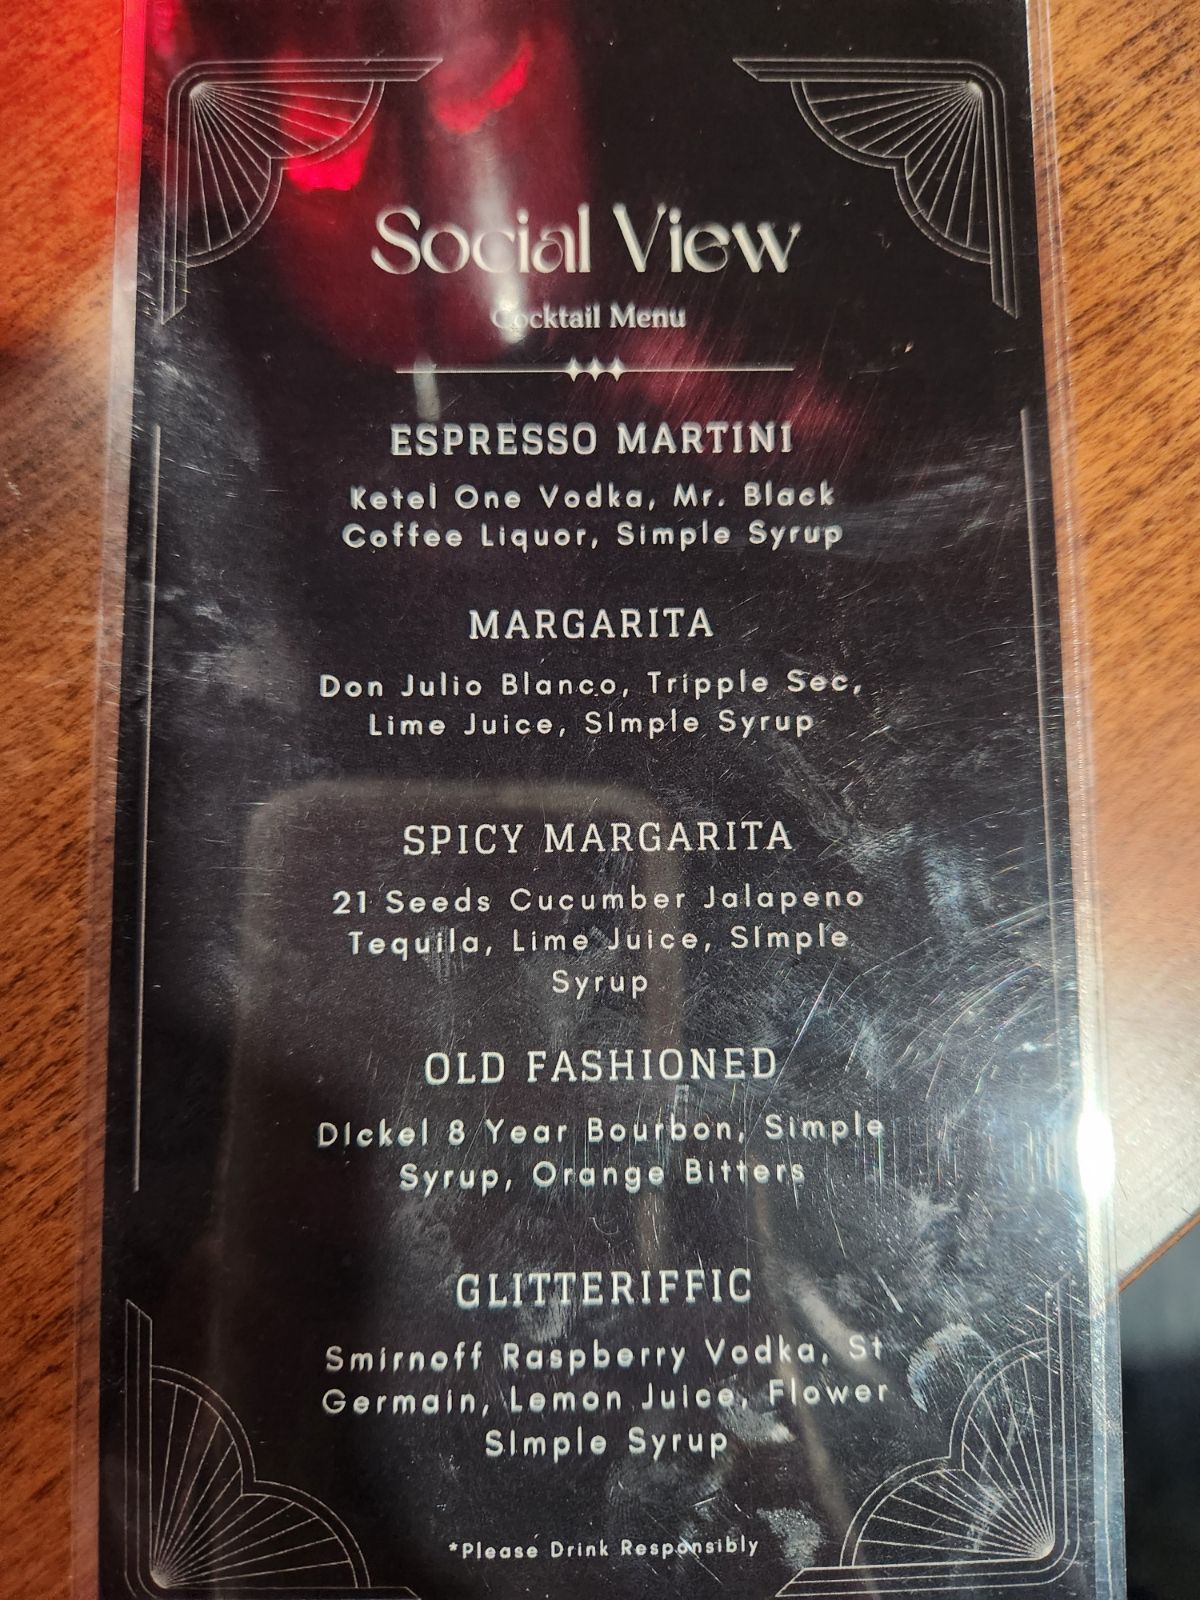 Social View
Cocktail Menu
ESPRESSO MARTINI
Ketel One Vodka, Mr. Black
Coffee Liquor, Simple Syrup
MARGARITA
Don Julio Blanco, Tripple Sec,
Lime Juice, SImple Syrup
SPICY MARGARITA
21 Seeds Cucumber Jalapeno
Tequila, Lime Juice, SImple
Syrup
OLD FASHIONED
DIckel 8 Year Bourbon, Simple
Syrup, Orange Bitters
GLITTERIFFIC
Smirnoff Raspberry Vodka, St
Germain, Lemon Juice, Flower
SImple Syrup
*Please Drink Responsibly